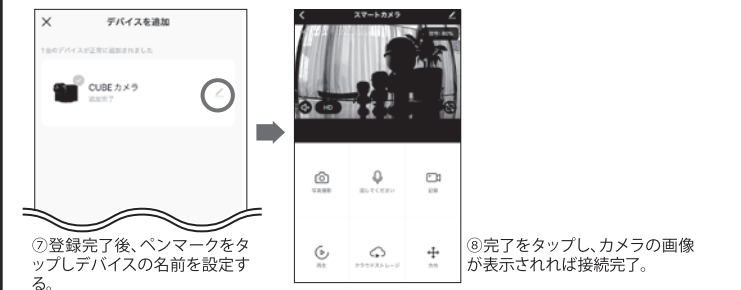 デバイスを追加
1台のデバイスが正常に追加されました
CUBE カメラ
追加完了
⑦登録完了後、ペンマークをタ
ップしデバイスの名前を設定す
る。
スマートカメラ
信号: 80%
HD
写真撮影
話してください
記録
再生
クラウドストレージ
方向
⑧完了をタップし、カメラの画像
が表示されれば接続完了。